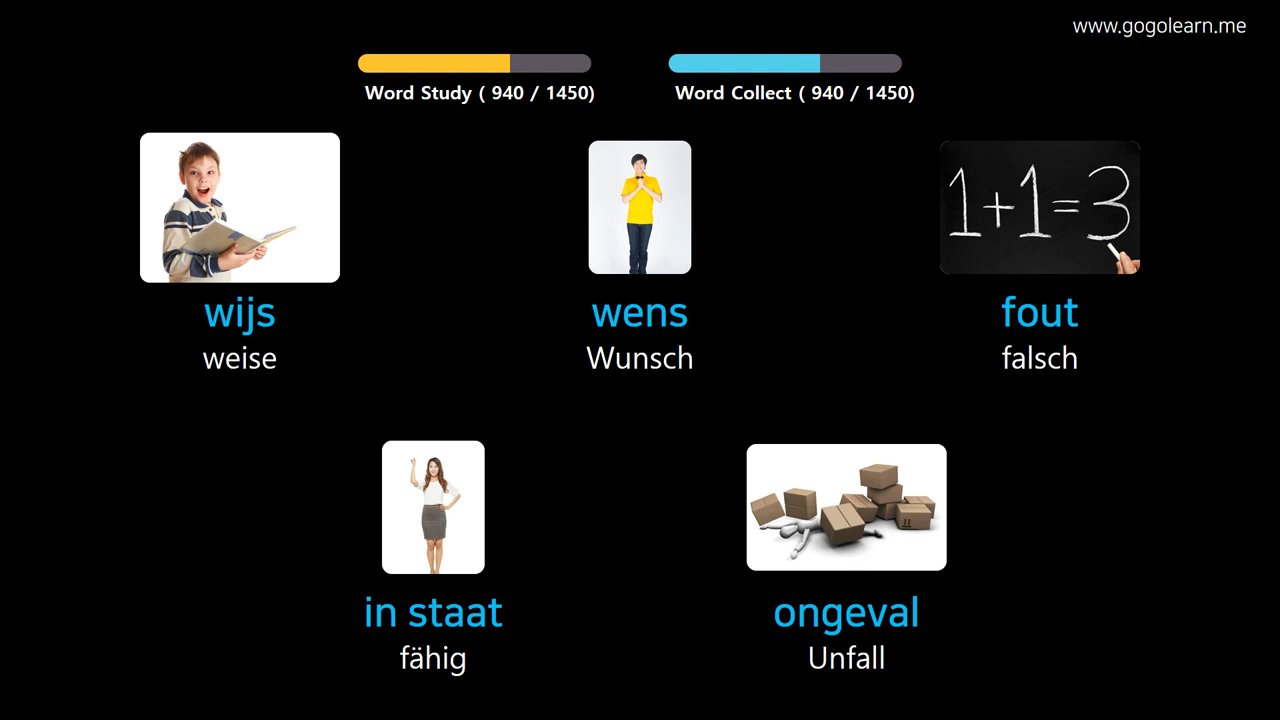 www.gogolearn.me
Word Study ( 940 / 1450)
Word Collect ( 940 / 1450)
1+1=3
wijs
weise
wens
Wunsch
fout
falsch
in staat
fähig
ongeval
Unfall